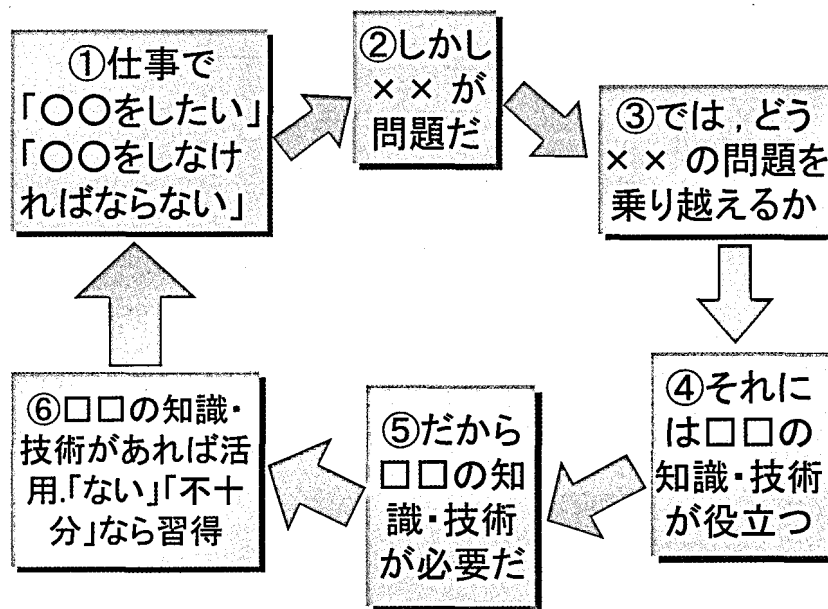 ①仕事で
「〇〇をしたい」
「〇〇をしなけ
ればならない」
②しかし
××が
問題だ
③では,どう
××の問題を
乗り越えるか
④それに
は□□の
知識・技術
が役立つ
⑤だから
□□の知
識・技術
が必要だ
⑥□□の知識・
技術があれば活
用.「ない」「不十
分」なら習得